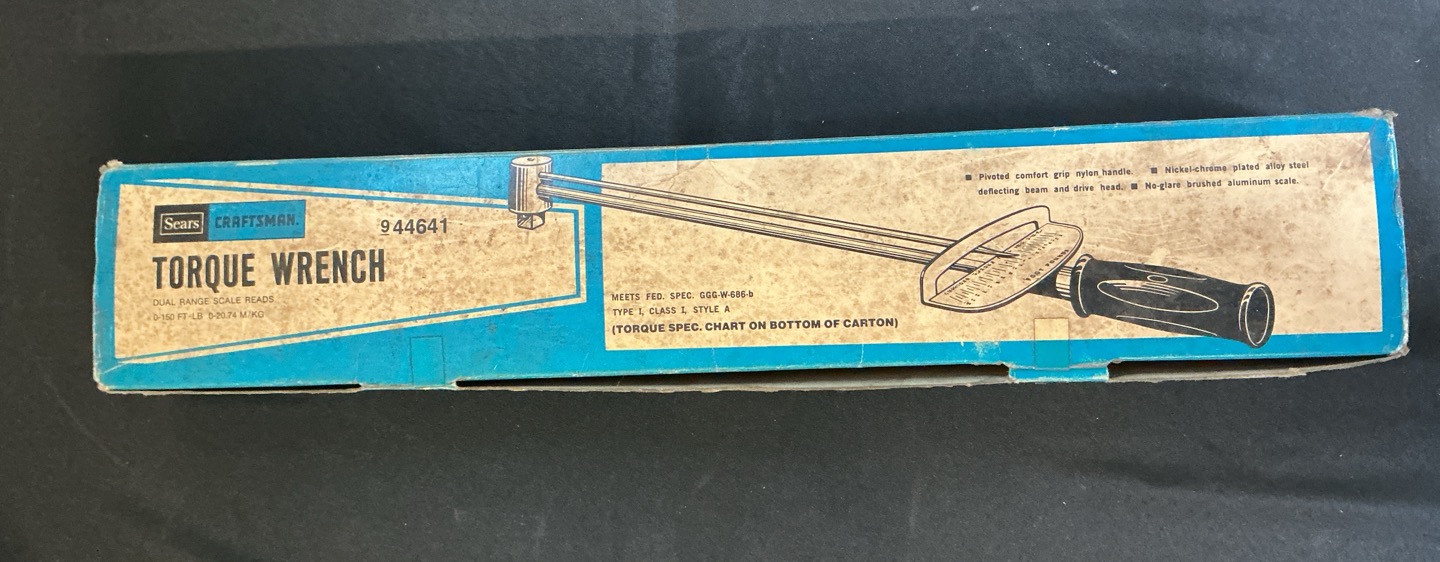 Sears CRAFTSMAN.
944641
TORQUE WRENCH
DUAL RANGE SCALE READS
0-150 FT-LB 0-20.74 M/KG
MEETS FED. SPEC. GGG-W-686-b
TYPE I, CLASS I, STYLE A
(TORQUE SPEC. CHART ON BOTTOM OF CARTON)
■ Pivoted comfort grip nylon handle. ■ Nickel-chrome plated alloy steel
deflecting beam and drive head. ■ No-glare brushed aluminum scale.